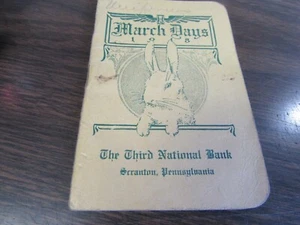 March Days
The Third National Bank
Scranton, Pennsylvania